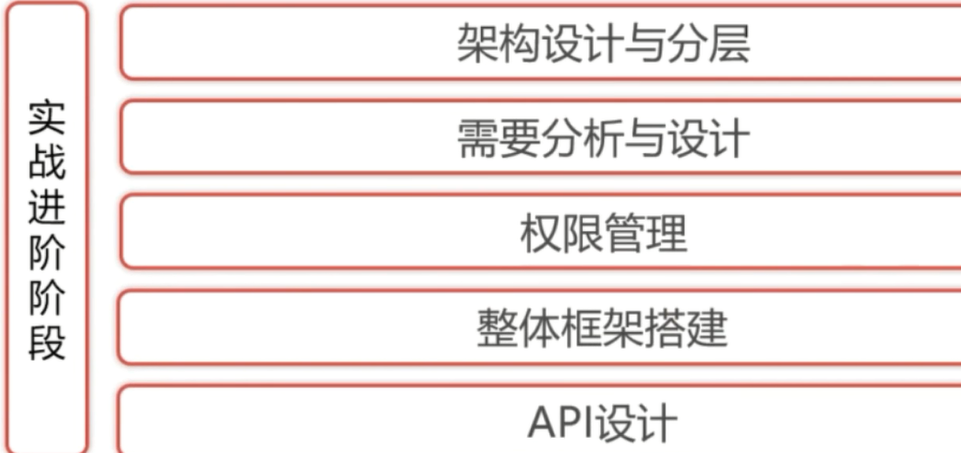 实战进阶阶段
架构设计与分层
需要分析与设计
权限管理
整体框架搭建
API设计